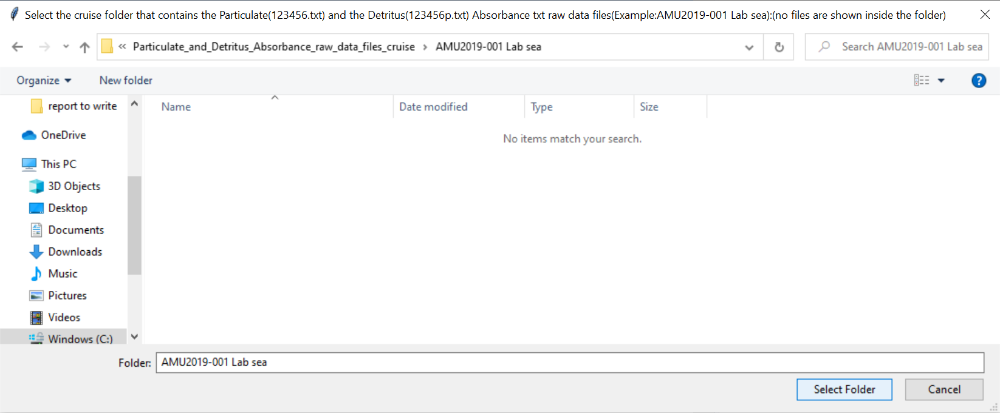 Select the cruise folder that contains the Particulate(123456.txt) and the Detritus(123456p.txt) Absorbance txt raw data files(Example:AMU2019-001 Lab sea):(no files are shown inside the folder)
« Particulate_and_Detritus_Absorbance_raw_data_files_cruise › AMU2019-001 Lab sea
Search AMU2019-001 Lab sea
Organize
New folder
?
report to write
OneDrive
This PC
3D Objects
Desktop
Documents
Downloads
Music
Pictures
Videos
Windows (C:)
Name
Date modified
Type
Size
No items match your search.
Folder: AMU2019-001 Lab sea
Select Folder
Cancel